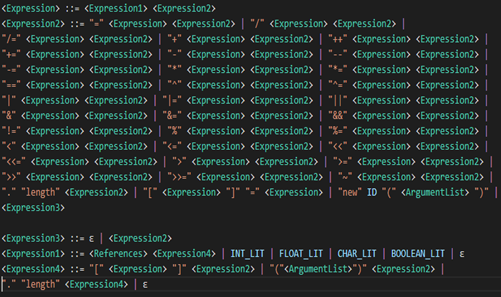 <Expression> ::= <Expression1> <Expression2>
<Expression2> ::= "=" <Expression> <Expression2> | "/" <Expression> <Expression2> |
"/=" <Expression> <Expression2> | "+" <Expression> <Expression2> | "++" <Expression> <Expression2> |
"+=" <Expression> <Expression2> | "-" <Expression> <Expression2> | "--" <Expression> <Expression2> |
"-=" <Expression> <Expression2> | "*" <Expression> <Expression2> | "*=" <Expression> <Expression2> |
"==" <Expression> <Expression2> | "^" <Expression> <Expression2> | "^=" <Expression> <Expression2> |
"|" <Expression> <Expression2> | "|=" <Expression> <Expression2> | "||" <Expression> <Expression2> |
"&" <Expression> <Expression2> | "&=" <Expression> <Expression2> | "&&" <Expression> <Expression2> |
"!=" <Expression> <Expression2> | "%" <Expression> <Expression2> | "%=" <Expression> <Expression2> |
"<" <Expression> <Expression2> | "<=" <Expression> <Expression2> | "<<" <Expression> <Expression2> |
"<<=" <Expression> <Expression2> | ">" <Expression> <Expression2> | ">=" <Expression> <Expression2> |
">>" <Expression> <Expression2> | ">>=" <Expression> <Expression2> | "~" <Expression> <Expression2> |
"." "length" <Expression2> | "[" <Expression> "]" "=" <Expression> | "new" ID "(" <ArgumentList> ")" |
<Expression3>
<Expression3> ::= ε | <Expression2>
<Expression1> ::= <References> <Expression4> | INT_LIT | FLOAT_LIT | CHAR_LIT | BOOLEAN_LIT | ε
<Expression4> ::= "[" <Expression> "]" <Expression2> | "("<ArgumentList>")" <Expression2> |
"." "length" <Expression4> | ε